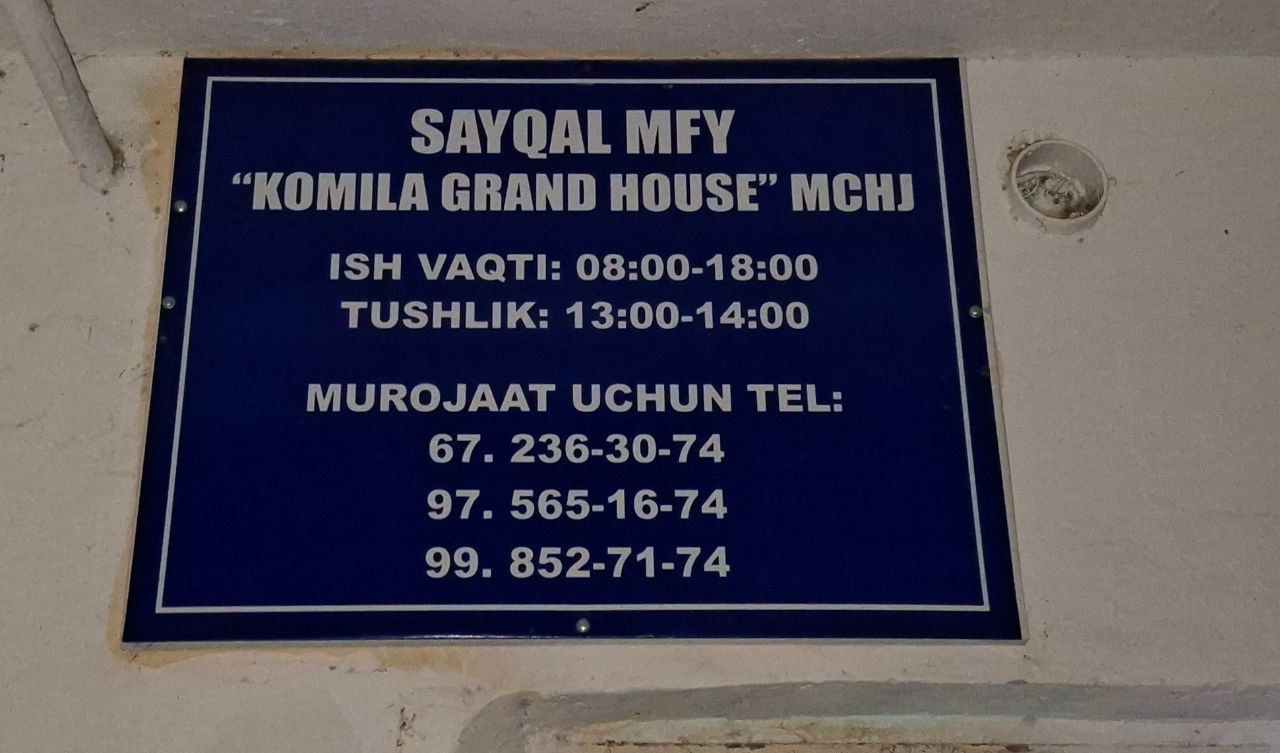 SAYQAL MFY
“KOMILA GRAND HOUSE” MCHJ
ISH VAQTI: 08:00-18:00
TUSHLIK: 13:00-14:00
MUROJAAT UCHUN TEL:
67. 236-30-74
97. 565-16-74
99. 852-71-74